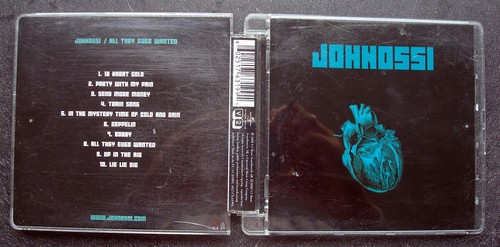 JOHNOSSI / ALL THEY EVER WANTED
1. 18 KARAT GOLD
2. PARTY WITH MY PAIN
3. SEND MORE MONEY
4. TRAIN SONG
5. IN THE MYSTERY TIME OF COLD AND RAIN
6. ZEPPELIN
7. BOBBY
8. ALL THEY EVER WANTED
9. UP IN THE AIR
10. LIE LIE DIE
WWW.JOHNOSSI.COM
V2
JOHNOSSI